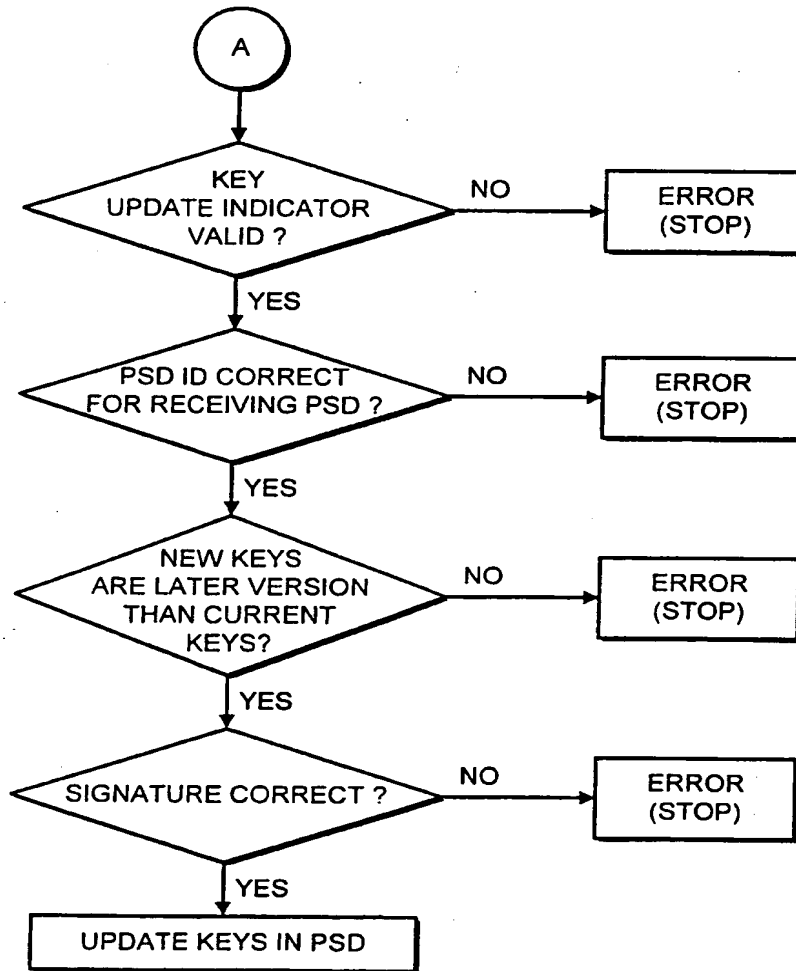 A
KEY
UPDATE INDICATOR
VALID ?
NO
ERROR
(STOP)
YES
PSD ID CORRECT
FOR RECEIVING PSD ?
NO
ERROR
(STOP)
YES
NEW KEYS
ARE LATER VERSION
THAN CURRENT
KEYS?
NO
ERROR
(STOP)
YES
SIGNATURE CORRECT ?
NO
ERROR
(STOP)
YES
UPDATE KEYS IN PSD